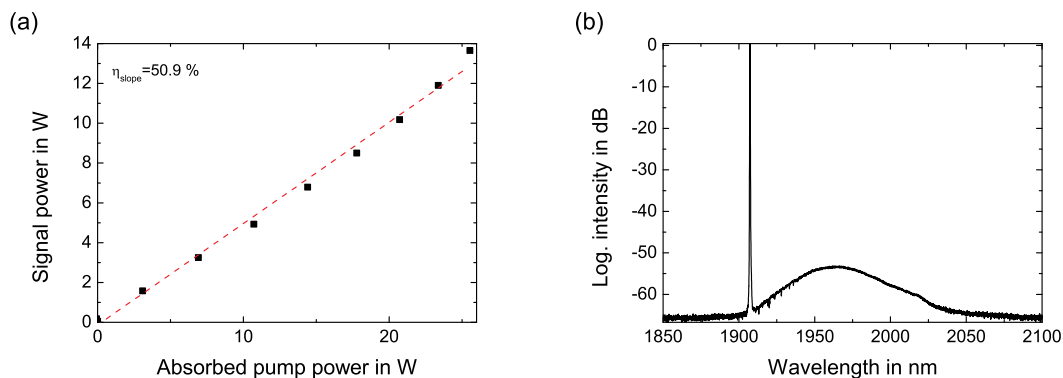 (a)
η_slope=50.9 %
14
12
10
8
6
4
2
0
0 10 20
Signal power in W
Absorbed pump power in W
(b)
0
-10
-20
-30
-40
-50
-60
1850 1900 1950 2000 2050 2100
Log. intensity in dB
Wavelength in nm